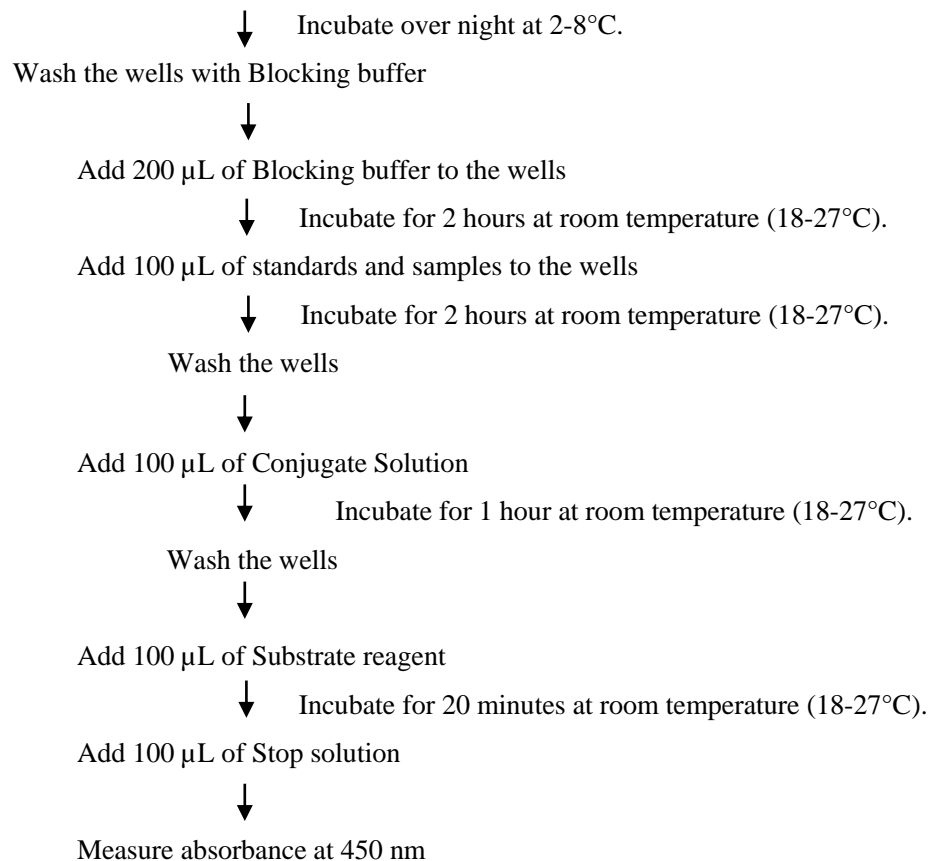 Incubate over night at 2-8°C.
Wash the wells with Blocking buffer
Add 200 µL of Blocking buffer to the wells
Incubate for 2 hours at room temperature (18-27°C).
Add 100 µL of standards and samples to the wells
Incubate for 2 hours at room temperature (18-27°C).
Wash the wells
Add 100 µL of Conjugate Solution
Incubate for 1 hour at room temperature (18-27°C).
Wash the wells
Add 100 µL of Substrate reagent
Incubate for 20 minutes at room temperature (18-27°C).
Add 100 µL of Stop solution
Measure absorbance at 450 nm